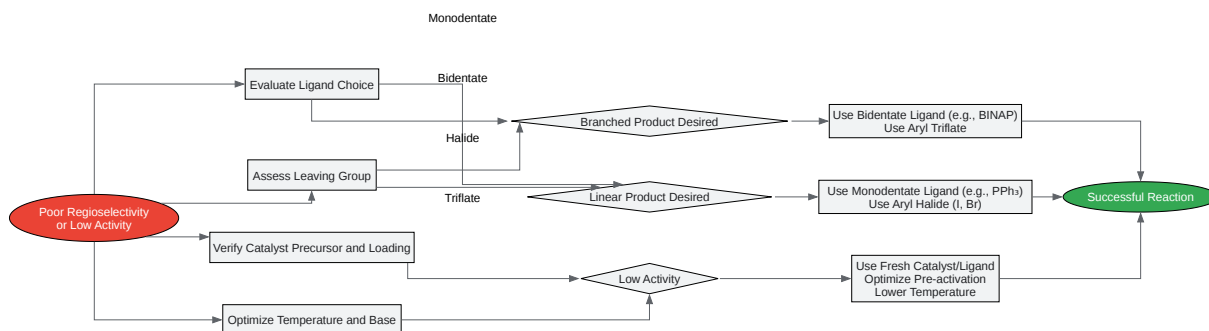 Monodentate
Bidentate
Evaluate Ligand Choice
Branched Product Desired
Use Bidentate Ligand (e.g., BINAP)
Use Aryl Triflate
Halide
Assess Leaving Group
Triflate
Linear Product Desired
Use Monodentate Ligand (e.g., PPh₃)
Use Aryl Halide (I, Br)
Successful Reaction
Poor Regioselectivity
or Low Activity
Verify Catalyst Precursor and Loading
Low Activity
Use Fresh Catalyst/Ligand
Optimize Pre-activation
Lower Temperature
Optimize Temperature and Base